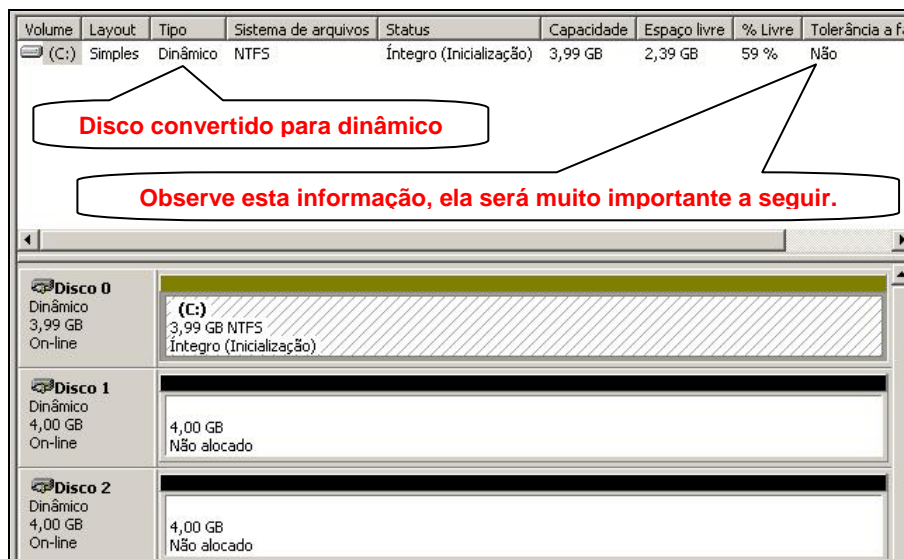 Volume Layout Tipo Sistema de arquivos Status Capacidade Espaço livre % Livre Tolerância a fa
(C:) Simples Dinâmico NTFS Íntegro (Inicialização) 3,99 GB 2,39 GB 59 % Não
Disco convertido para dinâmico
Observe esta informação, ela será muito importante a seguir.
Disco 0
Dinâmico
3,99 GB
On-line
(C:)
3,99 GB NTFS
Íntegro (Inicialização)
Disco 1
Dinâmico
4,00 GB
On-line
4,00 GB
Não alocado
Disco 2
Dinâmico
4,00 GB
On-line
4,00 GB
Não alocado